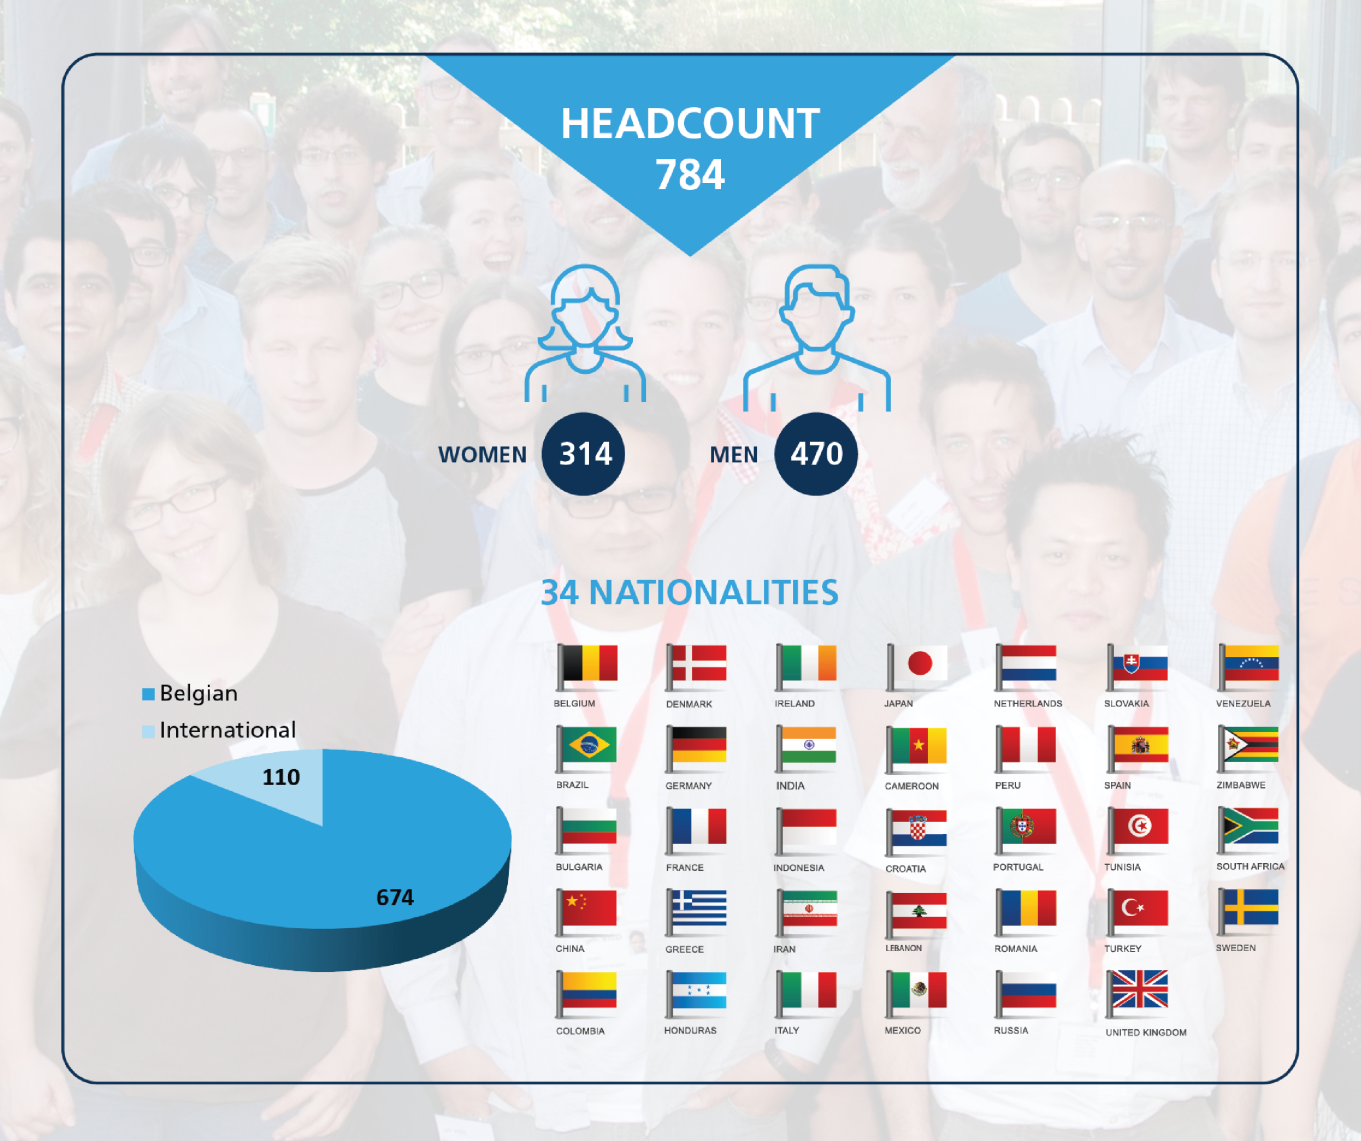 HEADCOUNT
784
WOMEN 314 MEN 470
34 NATIONALITIES
Belgian
International
110
674
BELGIUM DENMARK IRELAND JAPAN NETHERLANDS SLOVAKIA VENEZUELA
BRAZIL GERMANY INDIA CAMEROON PERU SPAIN ZIMBABWE
BULGARIA FRANCE INDONESIA CROATIA PORTUGAL TUNISIA SOUTH AFRICA
CHINA GREECE IRAN LEBANON ROMANIA TURKEY SWEDEN
COLOMBIA HONDURAS ITALY MEXICO RUSSIA UNITED KINGDOM